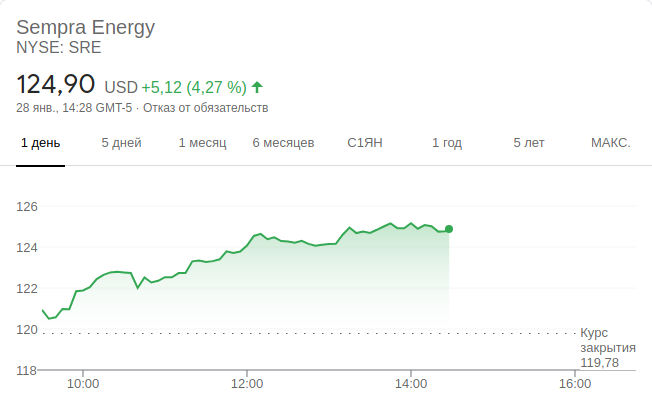 Sempra Energy
NYSE: SRE
124,90 USD +5,12 (4,27 %)
28 янв., 14:28 GMT-5 · Отказ от обязательств
1 день 5 дней 1 месяц 6 месяцев С1ЯН 1 год 5 лет МАКС.
126
124
122
120
118
Курс
закрытия
119,78
10:00 12:00 14:00 16:00